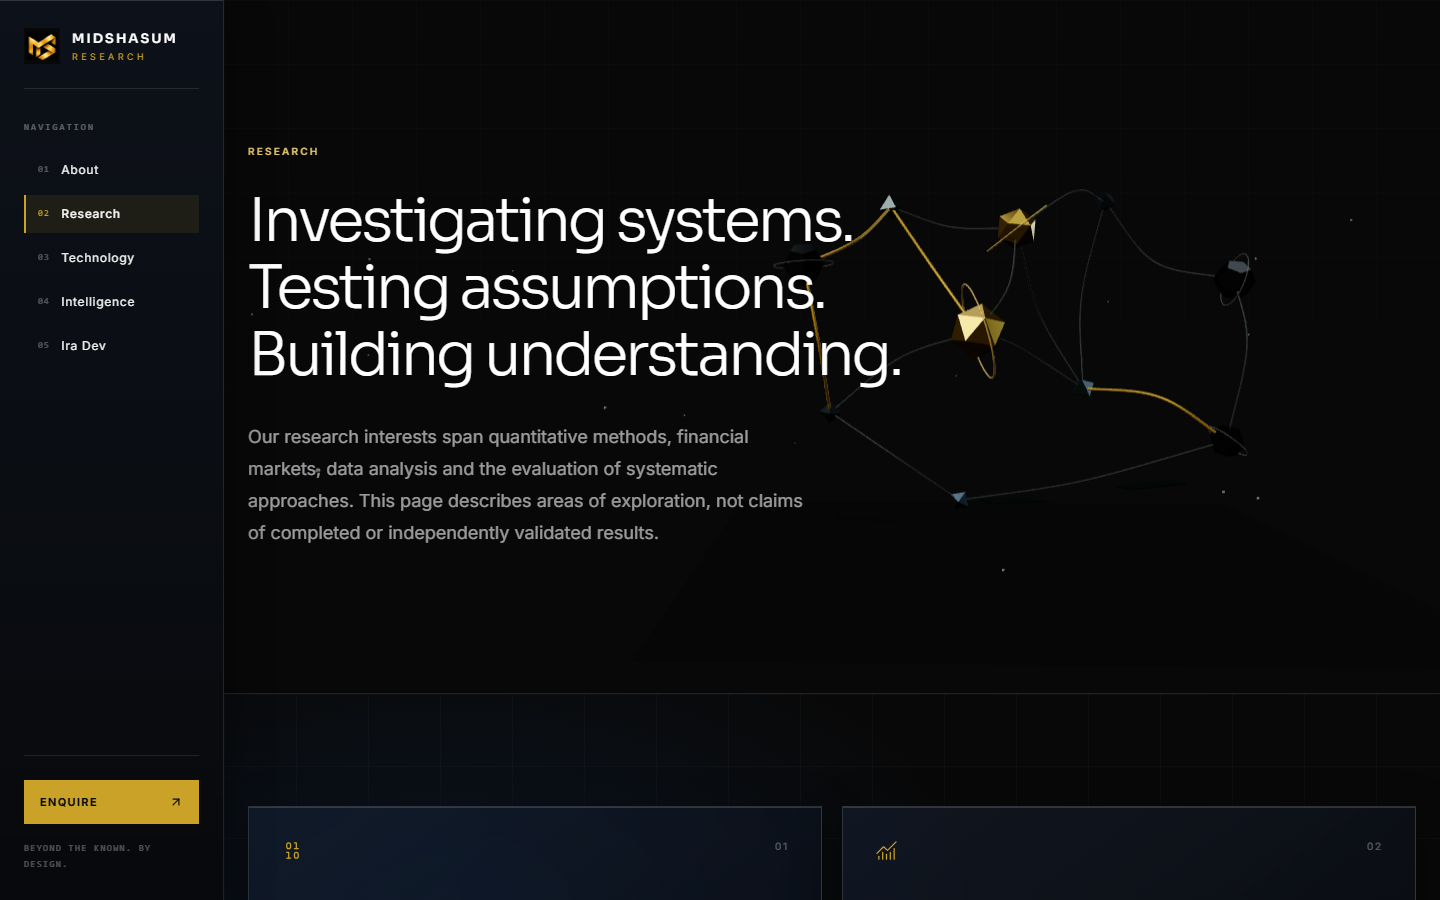 MIDSHASUM
RESEARCH
NAVIGATION
01 About
02 Research
03 Technology
04 Intelligence
05 Ira Dev
ENQUIRE
BEYOND THE KNOWN. BY
DESIGN.
RESEARCH
Investigating systems.
Testing assumptions.
Building understanding.
Our research interests span quantitative methods, financial
markets, data analysis and the evaluation of systematic
approaches. This page describes areas of exploration, not claims
of completed or independently validated results.
01
10
01
02